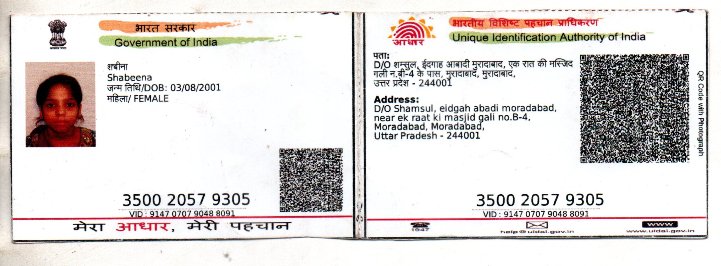 भारत सरकार
Government of India
शबीना
Shabeena
जन्म तिथि/DOB: 03/08/2001
महिला/ FEMALE
3500 2057 9305
VID : 9147 0707 9048 8091
मेरा आधार, मेरी पहचान
भारतीय विशिष्ट पहचान प्राधिकरण
Unique Identification Authority of India
आधार
पता:
D/O शम्सुल, ईदगाह आबादी मुरादाबाद, एक रात की मस्जिद
गली न.बी-4 के पास, मुरादाबाद, मुरादाबाद,
उत्तर प्रदेश - 244001
Address:
D/O Shamsul, eidgah abadi moradabad,
near ek raat ki masjid gali no.B-4,
Moradabad, Moradabad,
Uttar Pradesh - 244001
QR Code with Photograph
3500 2057 9305
VID : 9147 0707 9048 8091
1947
help@uidai.gov.in
www
www.uidai.gov.in